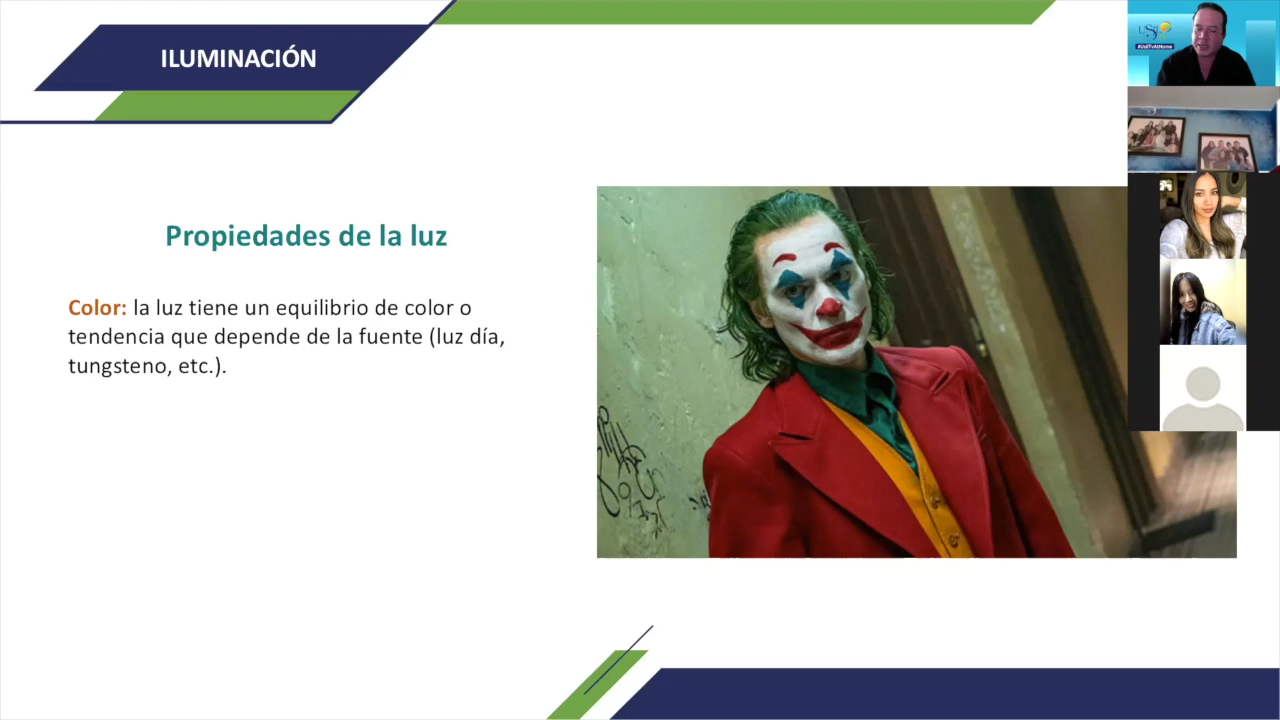 ILUMINACIÓN
Propiedades de la luz
Color: la luz tiene un equilibrio de color o
tendencia que depende de la fuente (luz día,
tungsteno, etc.).
#UsilTvAtHome